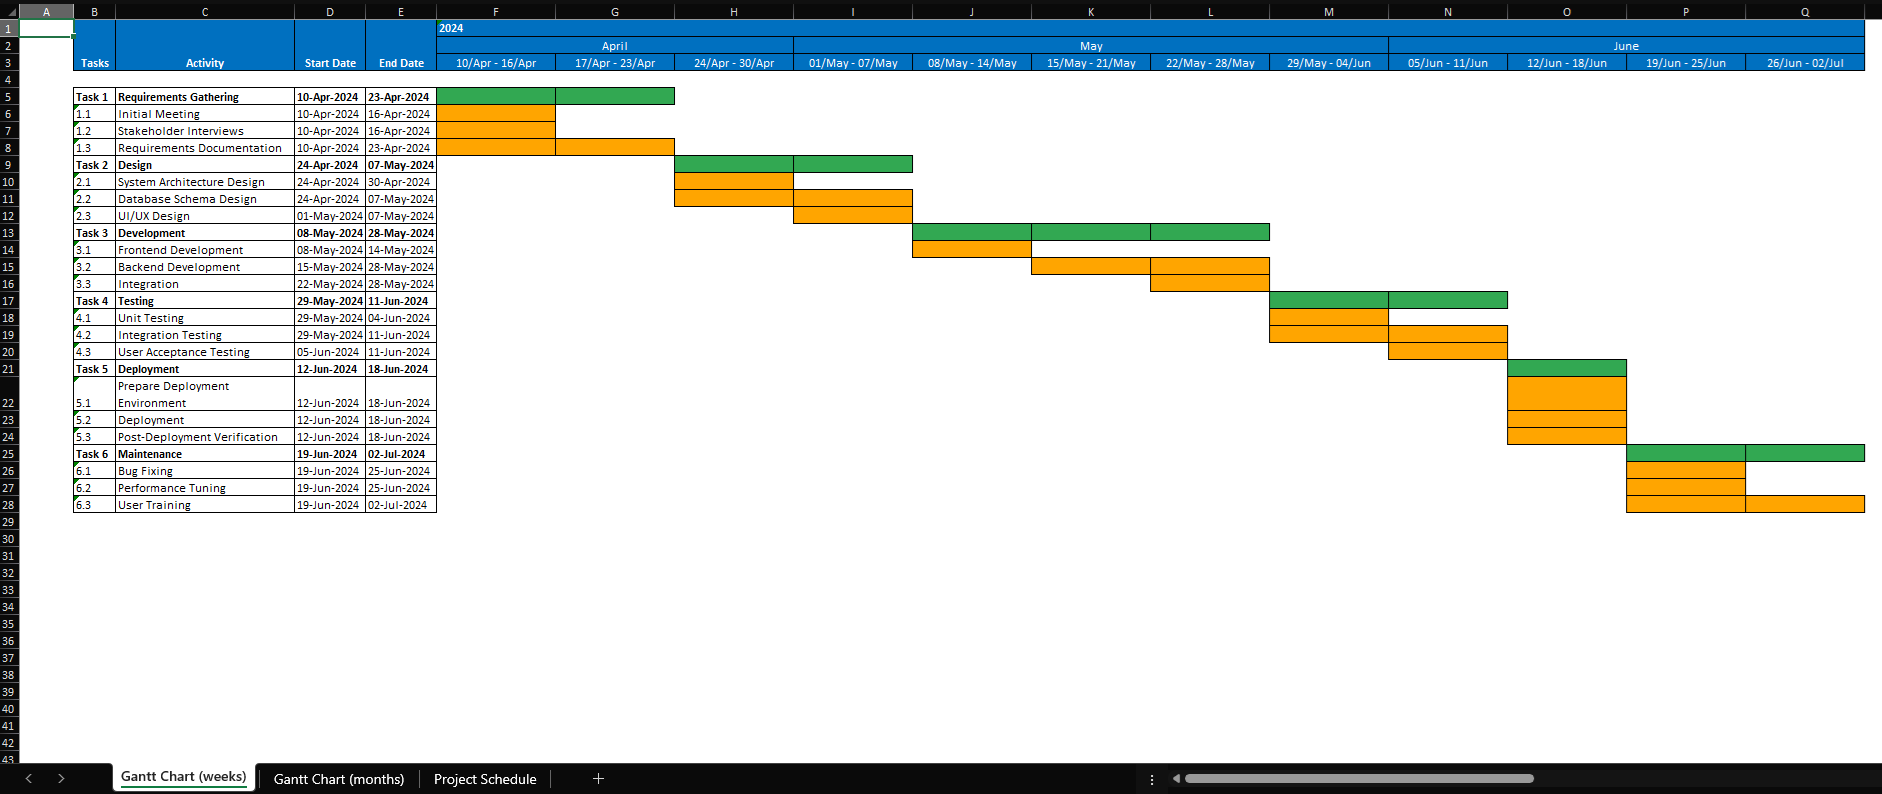 A B C D E F G H I J K L M N O P Q
1 2024
2 April May June
3 Tasks Activity Start Date End Date 10/Apr - 16/Apr 17/Apr - 23/Apr 24/Apr - 30/Apr 01/May - 07/May 08/May - 14/May 15/May - 21/May 22/May - 28/May 29/May - 04/Jun 05/Jun - 11/Jun 12/Jun - 18/Jun 19/Jun - 25/Jun 26/Jun - 02/Jul
4
5 Task 1 Requirements Gathering 10-Apr-2024 23-Apr-2024
6 1.1 Initial Meeting 10-Apr-2024 16-Apr-2024
7 1.2 Stakeholder Interviews 10-Apr-2024 16-Apr-2024
8 1.3 Requirements Documentation 10-Apr-2024 23-Apr-2024
9 Task 2 Design 24-Apr-2024 07-May-2024
10 2.1 System Architecture Design 24-Apr-2024 30-Apr-2024
11 2.2 Database Schema Design 24-Apr-2024 07-May-2024
12 2.3 UI/UX Design 01-May-2024 07-May-2024
13 Task 3 Development 08-May-2024 28-May-2024
14 3.1 Frontend Development 08-May-2024 14-May-2024
15 3.2 Backend Development 15-May-2024 28-May-2024
16 3.3 Integration 22-May-2024 28-May-2024
17 Task 4 Testing 29-May-2024 11-Jun-2024
18 4.1 Unit Testing 29-May-2024 04-Jun-2024
19 4.2 Integration Testing 29-May-2024 11-Jun-2024
20 4.3 User Acceptance Testing 05-Jun-2024 11-Jun-2024
21 Task 5 Deployment 12-Jun-2024 18-Jun-2024
Prepare Deployment
22 5.1 Environment 12-Jun-2024 18-Jun-2024
23 5.2 Deployment 12-Jun-2024 18-Jun-2024
24 5.3 Post-Deployment Verification 12-Jun-2024 18-Jun-2024
25 Task 6 Maintenance 19-Jun-2024 02-Jul-2024
26 6.1 Bug Fixing 19-Jun-2024 25-Jun-2024
27 6.2 Performance Tuning 19-Jun-2024 25-Jun-2024
28 6.3 User Training 19-Jun-2024 02-Jul-2024
29
30
31
32
33
34
35
36
37
38
39
40
41
42
43
Gantt Chart (weeks) Gantt Chart (months) Project Schedule